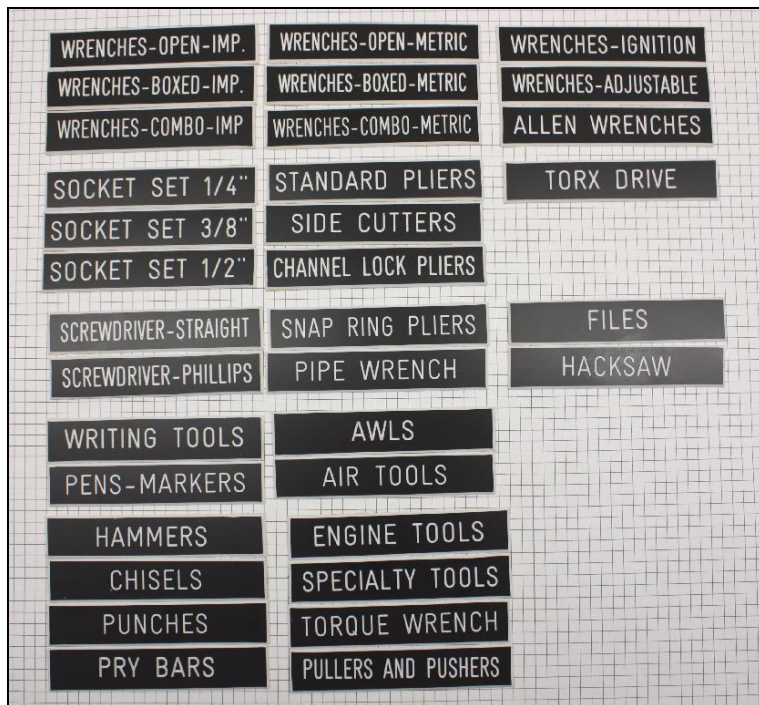 WRENCHES-OPEN-IMP.
WRENCHES-OPEN-METRIC
WRENCHES-IGNITION
WRENCHES-BOXED-IMP.
WRENCHES-BOXED-METRIC
WRENCHES-ADJUSTABLE
WRENCHES-COMBO-IMP
WRENCHES-COMBO-METRIC
ALLEN WRENCHES
SOCKET SET 1/4"
STANDARD PLIERS
TORX DRIVE
SOCKET SET 3/8"
SIDE CUTTERS
SOCKET SET 1/2"
CHANNEL LOCK PLIERS
SCREWDRIVER-STRAIGHT
SNAP RING PLIERS
FILES
SCREWDRIVER-PHILLIPS
PIPE WRENCH
HACKSAW
WRITING TOOLS
AWLS
PENS-MARKERS
AIR TOOLS
HAMMERS
ENGINE TOOLS
CHISELS
SPECIALTY TOOLS
PUNCHES
TORQUE WRENCH
PRY BARS
PULLERS AND PUSHERS